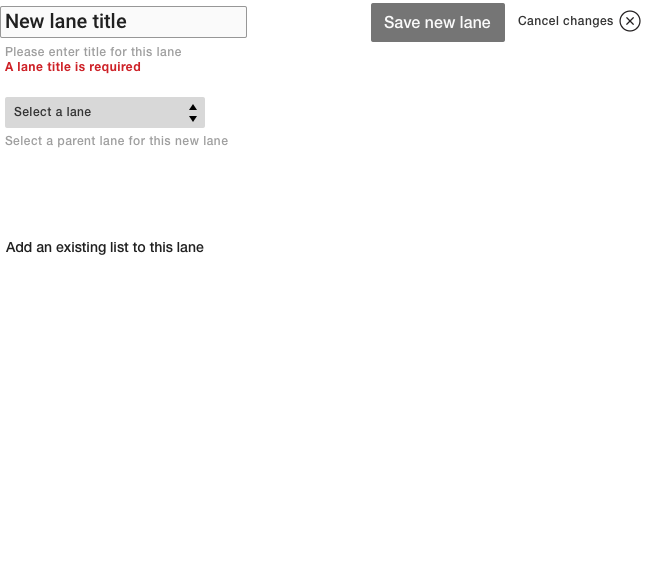 New lane title
Save new lane
Cancel changes
Please enter title for this lane
A lane title is required
Select a lane
Select a parent lane for this new lane
Add an existing list to this lane